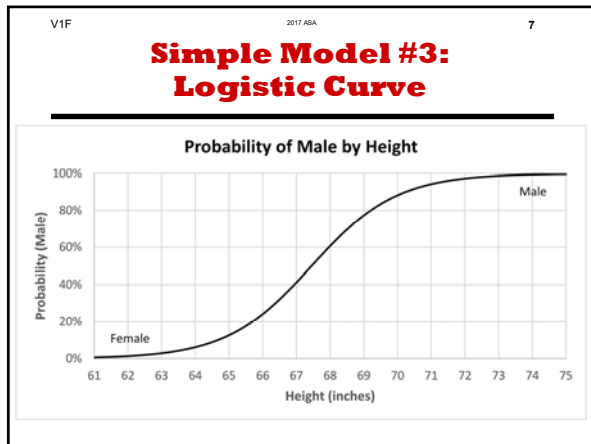 V1F 2017 ASA 7
Simple Model #3:
Logistic Curve
Probability of Male by Height
100%
80%
60%
40%
20%
0%
Probability (Male)
Male
Female
61 62 63 64 65 66 67 68 69 70 71 72 73 74 75
Height (inches)